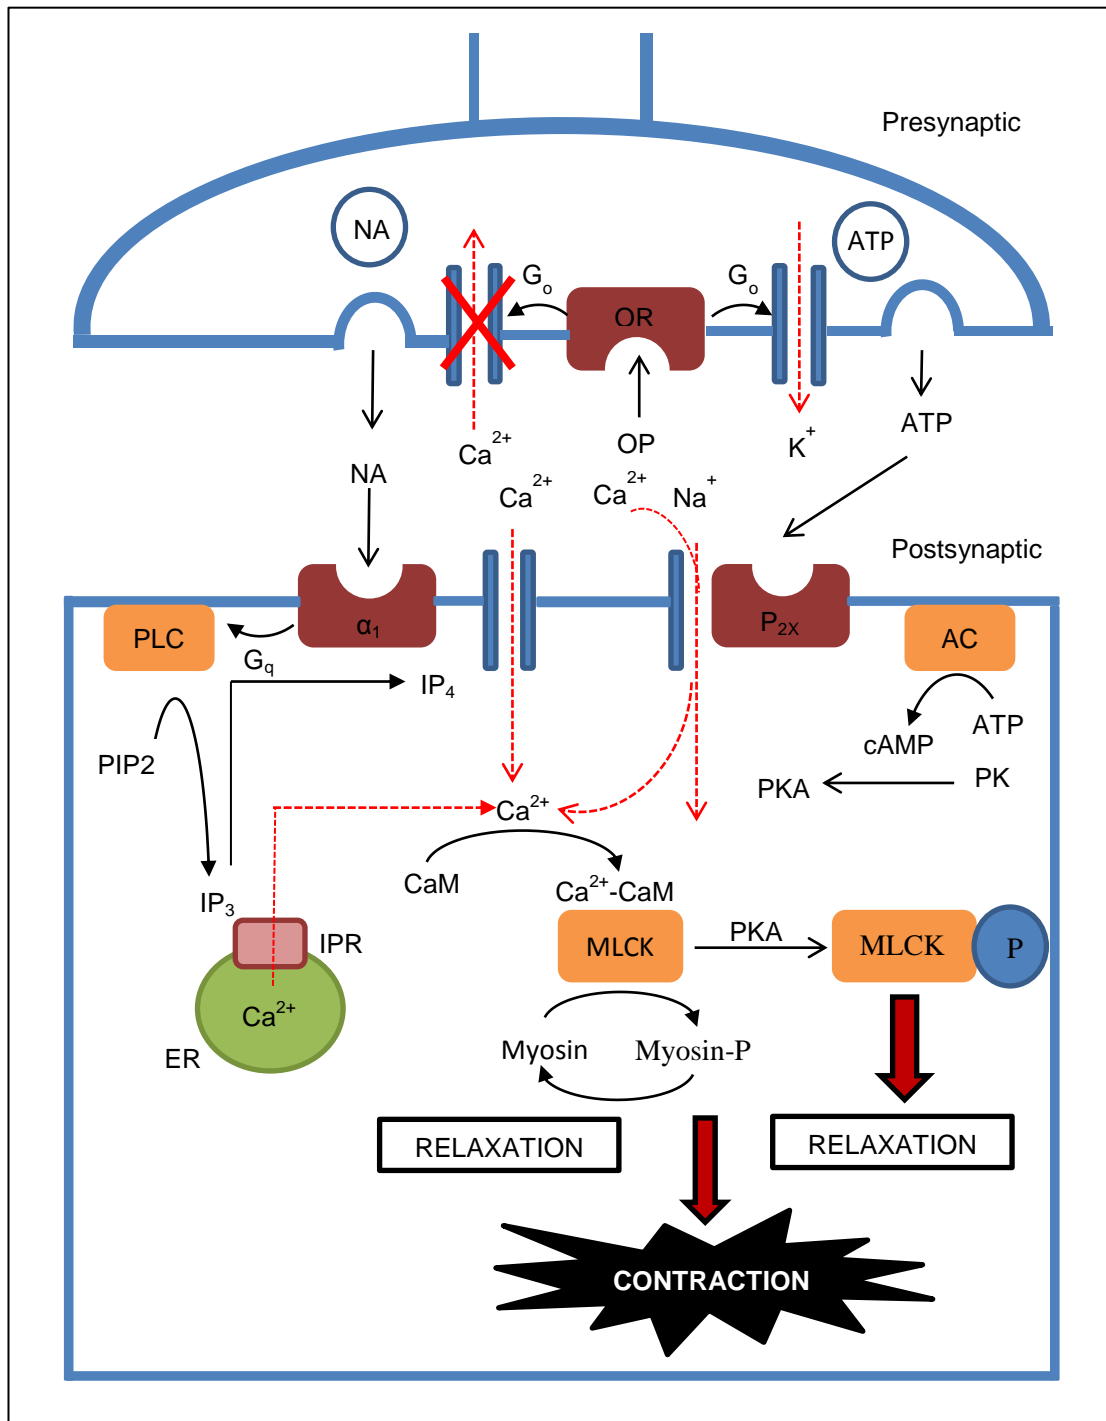 Presynaptic
NA
ATP
G₀
G₀
OR
Ca²⁺
OP
K⁺
ATP
NA
Ca²⁺
Ca²⁺
Na⁺
Postsynaptic
PLC
α₁
P₂X
AC
Gq
IP₄
PIP2
cAMP
ATP
PKA
PK
Ca²⁺
CaM
Ca²⁺-CaM
IP₃
IPR
MLCK
PKA
MLCK
P
Ca²⁺
ER
Myosin
Myosin-P
RELAXATION
RELAXATION
CONTRACTION